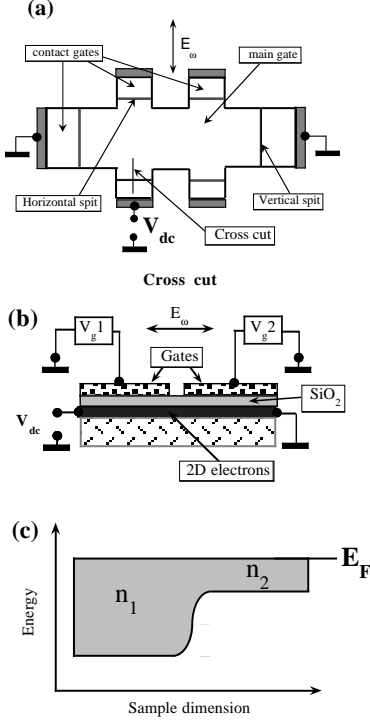 (a)
E ω
contact gates
main gate
Horizontal spit
Vertical spit
V dc
Cross cut
Cross cut
(b)
E ω
V g 1
V g 2
Gates
SiO 2
V dc
2D electrons
(c)
E F
n 2
n 1
Energy
Sample dimension